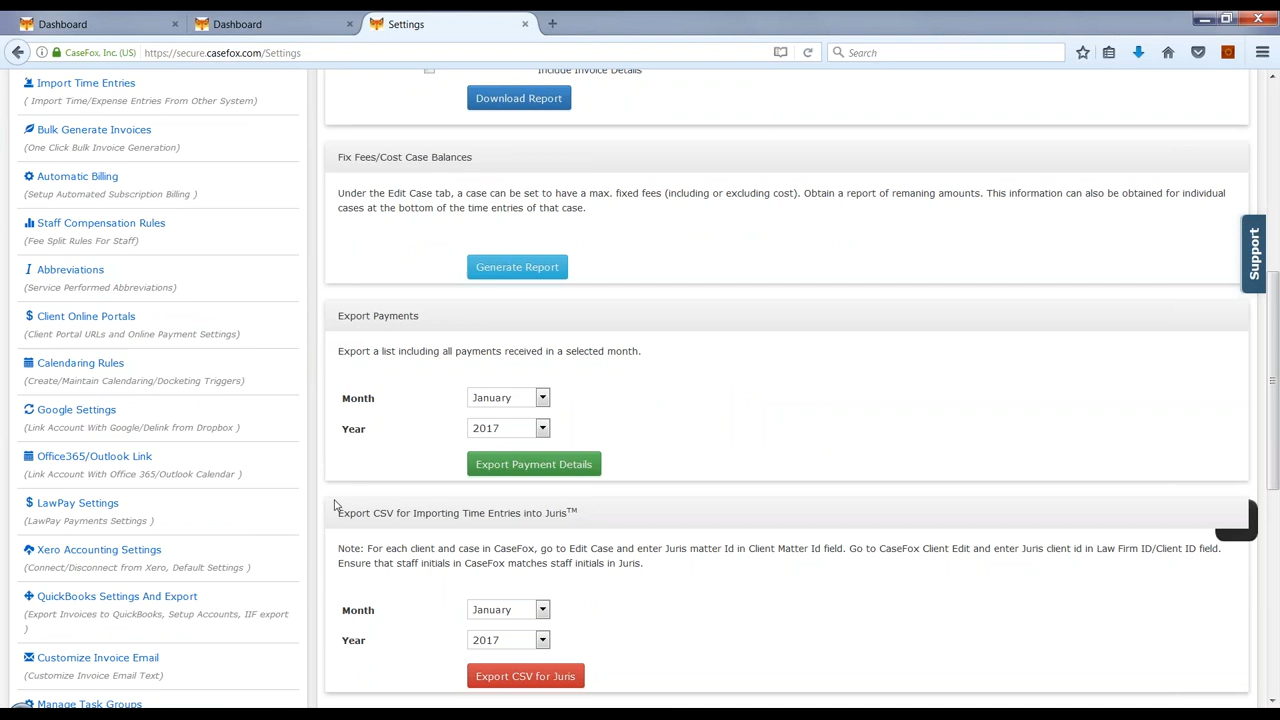 Dashboard
Dashboard
Settings
CaseFox, Inc. (US)
https://secure.casefox.com/Settings
Search
Import Time Entries
( Import Time/Expense Entries From Other System)
Bulk Generate Invoices
(One Click Bulk Invoice Generation)
Automatic Billing
(Setup Automated Subscription Billing )
Staff Compensation Rules
(Fee Split Rules For Staff)
Abbreviations
(Service Performed Abbreviations)
Client Online Portals
(Client Portal URLs and Online Payment Settings)
Calendaring Rules
(Create/Maintain Calendaring/Docketing Triggers)
Google Settings
(Link Account With Google/Delink from Dropbox )
Office365/Outlook Link
(Link Account With Office 365/Outlook Calendar )
LawPay Settings
(LawPay Payments Settings )
Xero Accounting Settings
(Connect/Disconnect from Xero, Default Settings )
QuickBooks Settings And Export
(Export Invoices to QuickBooks, Setup Accounts, IIF export
)
Customize Invoice Email
(Customize Invoice Email Text)
Manage Task Groups
Include Invoice Details
Download Report
Fix Fees/Cost Case Balances
Under the Edit Case tab, a case can be set to have a max. fixed fees (including or excluding cost). Obtain a report of remaning amounts. This information can also be obtained for individual
cases at the bottom of the time entries of that case.
Generate Report
Export Payments
Export a list including all payments received in a selected month.
Month January
Year 2017
Export Payment Details
Export CSV for Importing Time Entries into Juris™
Note: For each client and case in CaseFox, go to Edit Case and enter Juris matter Id in Client Matter Id field. Go to CaseFox Client Edit and enter Juris client id in Law Firm ID/Client ID field.
Ensure that staff initials in CaseFox matches staff initials in Juris.
Month January
Year 2017
Export CSV for Juris
Support